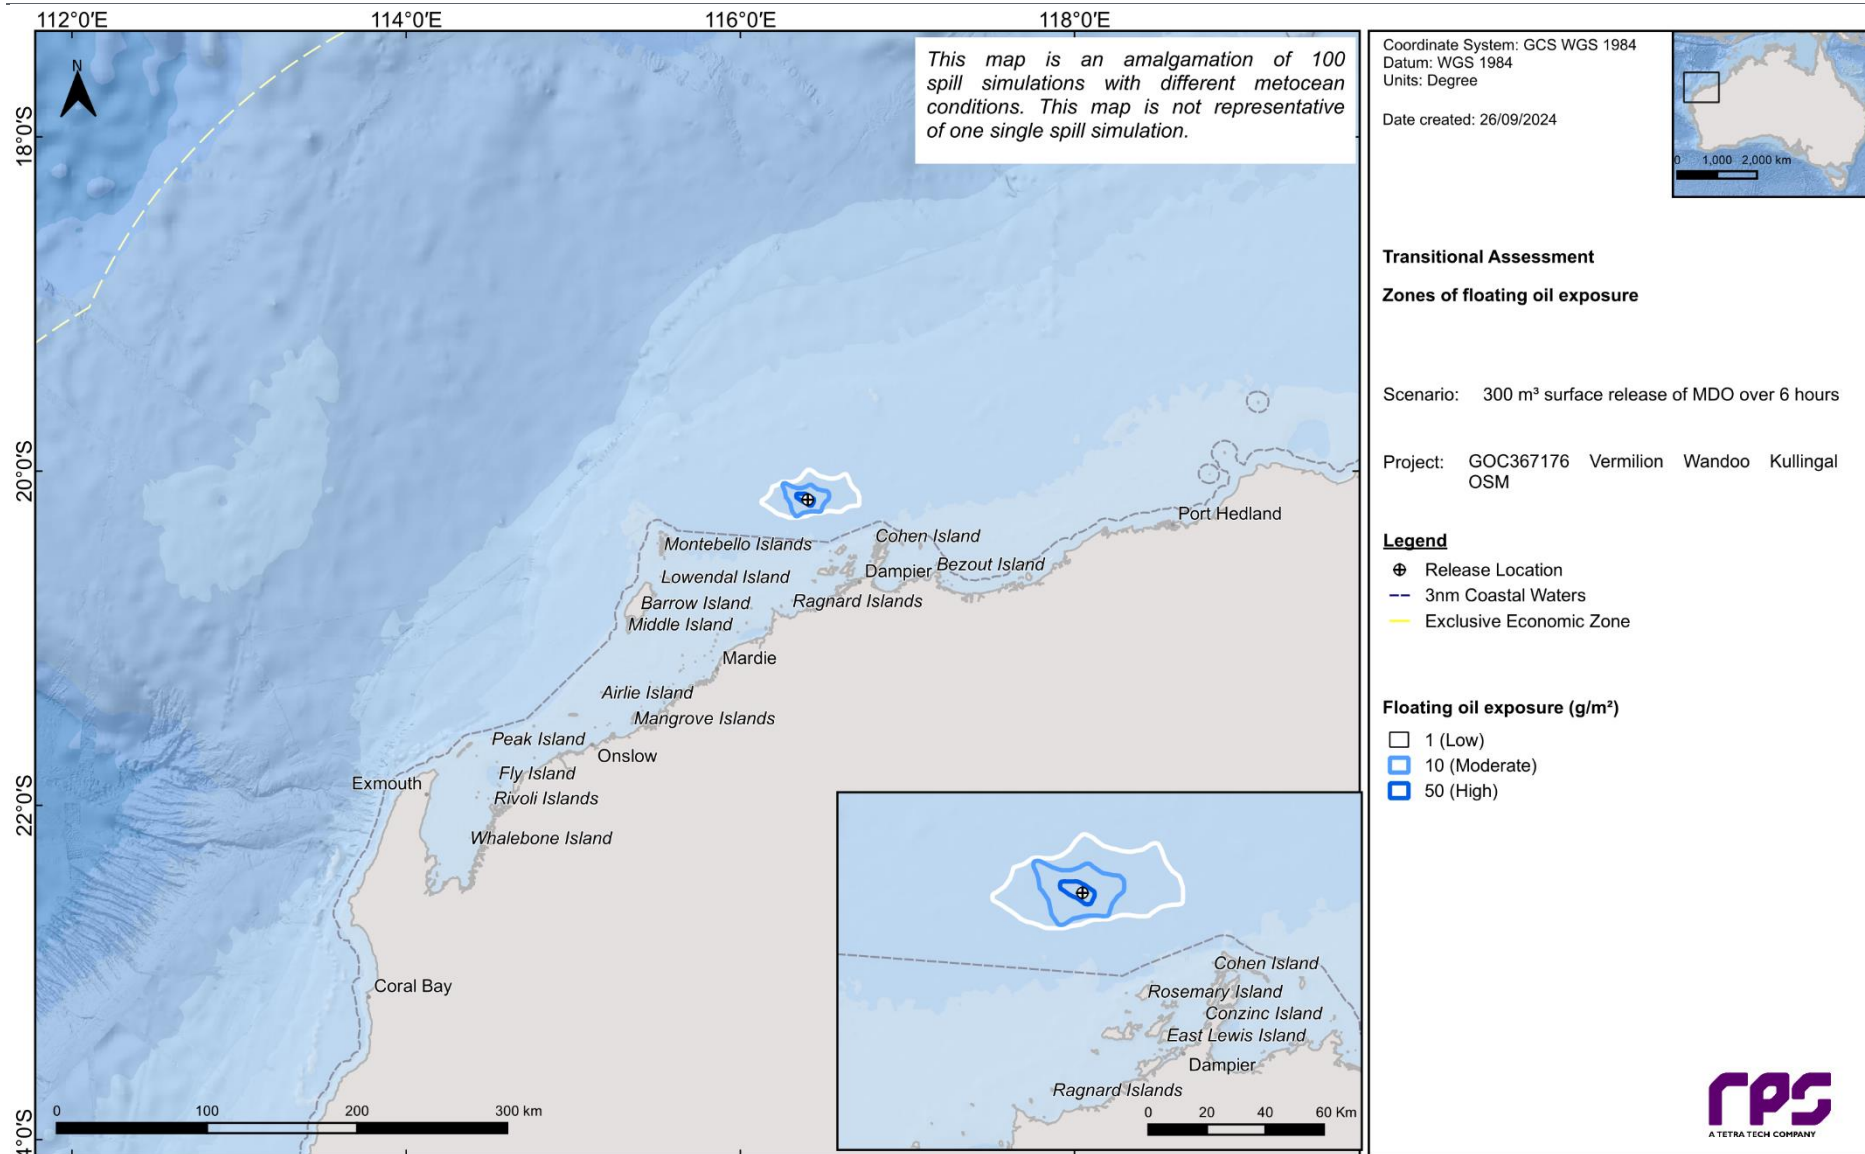 112°0′E
114°0′E
116°0′E
118°0′E
18°0′S
20°0′S
22°0′S
4°0′S
N
This map is an amalgamation of 100
spill simulations with different metocean
conditions. This map is not representative
of one single spill simulation.
Port Hedland
Cohen Island
Montebello Islands
Bezout Island
Dampier
Lowendal Island
Ragnard Islands
Barrow Island
Middle Island
Mardie
Airlie Island
Mangrove Islands
Peak Island
Onslow
Fly Island
Exmouth
Rivoli Islands
Whalebone Island
Coral Bay
0 100 200 300 km
Cohen Island
Rosemary Island
Conzinc Island
East Lewis Island
Dampier
Ragnard Islands
0 20 40 60 Km
Coordinate System: GCS WGS 1984
Datum: WGS 1984
Units: Degree
Date created: 26/09/2024
0 1,000 2,000 km
Transitional Assessment
Zones of floating oil exposure
Scenario: 300 m³ surface release of MDO over 6 hours
Project: GOC367176 Vermilion Wandoo Kullingal
OSM
Legend
Release Location
3nm Coastal Waters
Exclusive Economic Zone
Floating oil exposure (g/m²)
1 (Low)
10 (Moderate)
50 (High)
rps
A TETRA TECH COMPANY